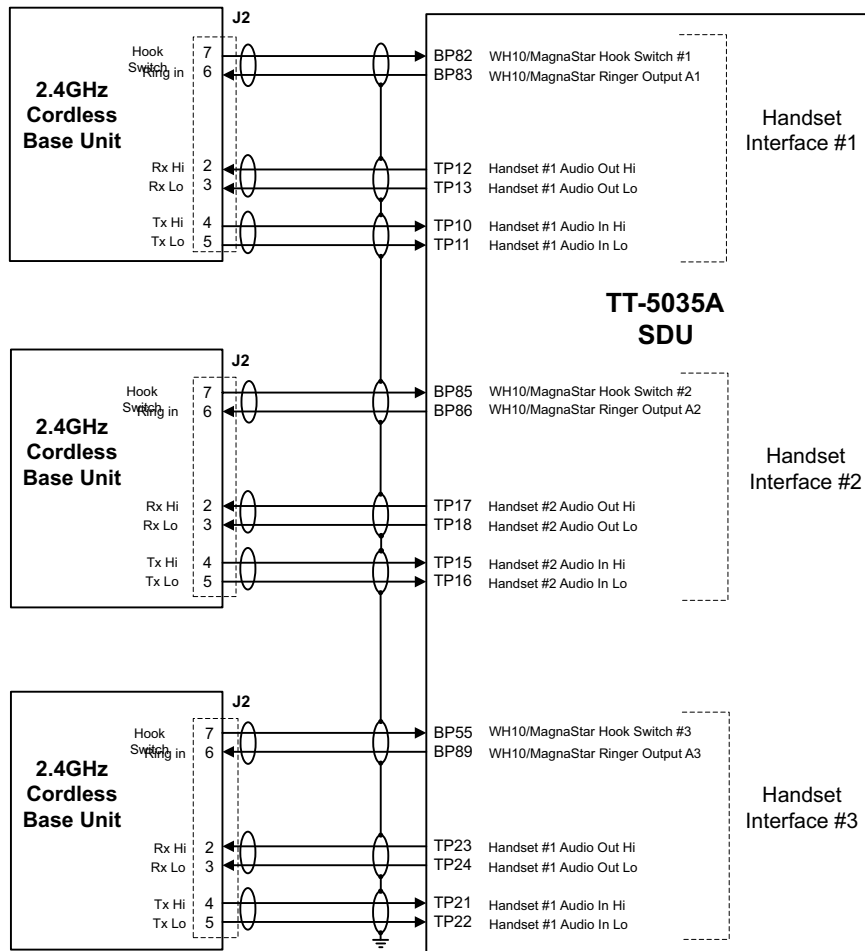 J2
Hook
Switch
7
BP82 WH10/MagnaStar Hook Switch #1
Ring in 6
BP83 WH10/MagnaStar Ringer Output A1
2.4GHz
Cordless
Base Unit
Handset
Interface #1
Rx Hi 2
TP12 Handset #1 Audio Out Hi
Rx Lo 3
TP13 Handset #1 Audio Out Lo
Tx Hi 4
TP10 Handset #1 Audio In Hi
Tx Lo 5
TP11 Handset #1 Audio In Lo
TT-5035A
SDU
J2
Hook
Switch
7
BP85 WH10/MagnaStar Hook Switch #2
Ring in 6
BP86 WH10/MagnaStar Ringer Output A2
2.4GHz
Cordless
Base Unit
Handset
Interface #2
Rx Hi 2
TP17 Handset #2 Audio Out Hi
Rx Lo 3
TP18 Handset #2 Audio Out Lo
Tx Hi 4
TP15 Handset #2 Audio In Hi
Tx Lo 5
TP16 Handset #2 Audio In Lo
J2
Hook
Switch
7
BP55 WH10/MagnaStar Hook Switch #3
Ring in 6
BP89 WH10/MagnaStar Ringer Output A3
2.4GHz
Cordless
Base Unit
Handset
Interface #3
Rx Hi 2
TP23 Handset #1 Audio Out Hi
Rx Lo 3
TP24 Handset #1 Audio Out Lo
Tx Hi 4
TP21 Handset #1 Audio In Hi
Tx Lo 5
TP22 Handset #1 Audio In Lo